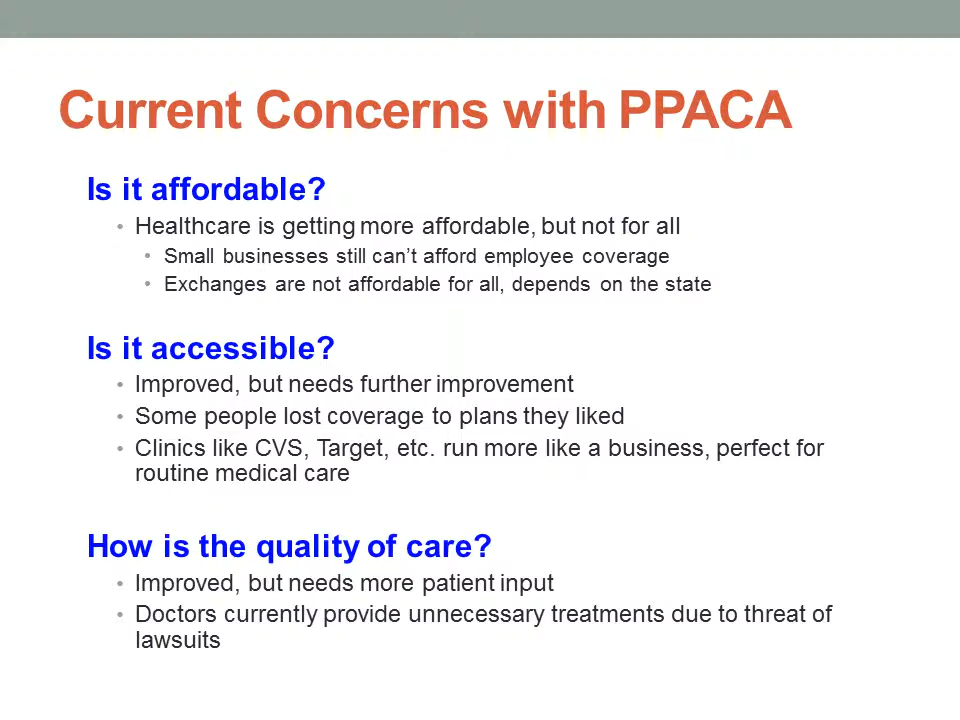 Current Concerns with PPACA
Is it affordable?
• Healthcare is getting more affordable, but not for all
• Small businesses still can’t afford employee coverage
• Exchanges are not affordable for all, depends on the state
Is it accessible?
• Improved, but needs further improvement
• Some people lost coverage to plans they liked
• Clinics like CVS, Target, etc. run more like a business, perfect for
routine medical care
How is the quality of care?
• Improved, but needs more patient input
• Doctors currently provide unnecessary treatments due to threat of
lawsuits